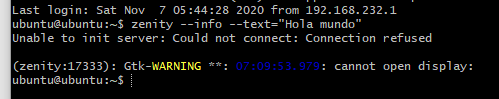 Last login: Sat Nov  7 05:44:28 2020 from 192.168.232.1
ubuntu@ubuntu:~$ zenity --info --text="Hola mundo"
Unable to init server: Could not connect: Connection refused

(zenity:17333): Gtk-WARNING **: 07:09:53.979: cannot open display:
ubuntu@ubuntu:~$